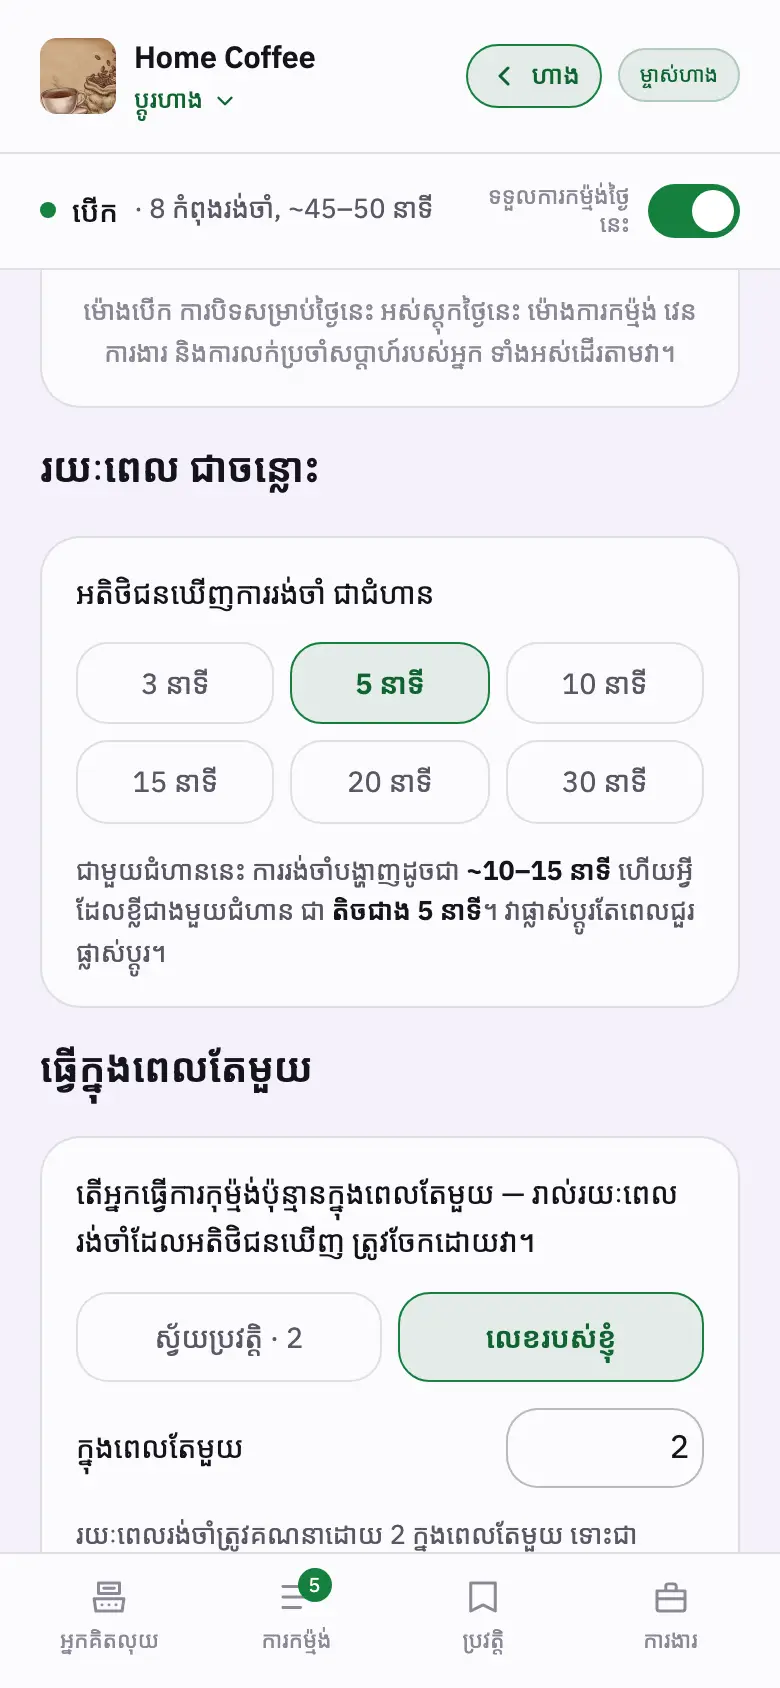 Home Coffee
ប្ដូរហាង
ហាង
ម្ចាស់ហាង
បើក · 8 កំពុងរង់ចាំ, ~45–50 នាទី
ទទួលការកម្ម៉ង់ថ្ងៃ
នេះ
ម៉ោងបើក ការបិទសម្រាប់ថ្ងៃនេះ អស់ស្តុកថ្ងៃនេះ ម៉ោងការកម្ម៉ង់ វេន
ការងារ និងការលក់ប្រចាំសប្ដាហ៍របស់អ្នក ទាំងអស់ដើរតាមវា។
រយៈពេល ជាចន្លោះ
អតិថិជនឃើញការរង់ចាំ ជាជំហាន
3 នាទី
5 នាទី
10 នាទី
15 នាទី
20 នាទី
30 នាទី
ជាមួយជំហាននេះ ការរង់ចាំបង្ហាញដូចជា ~10–15 នាទី ហើយអ្វី
ដែលខ្លីជាងមួយជំហាន ជា តិចជាង 5 នាទី។ វាផ្លាស់ប្ដូរតែពេលជួរ
ផ្លាស់ប្ដូរ។
ធ្វើក្នុងពេលតែមួយ
តើអ្នកធ្វើការកុម្ម៉ង់ប៉ុន្មានក្នុងពេលតែមួយ — រាល់រយៈពេល
រង់ចាំដែលអតិថិជនឃើញ ត្រូវចែកដោយវា។
ស្វ័យប្រវត្តិ · 2
លេខរបស់ខ្ញុំ
ក្នុងពេលតែមួយ
2
រយៈពេលរង់ចាំត្រូវគណនាដោយ 2 ក្នុងពេលតែមួយ ទោះជា
អ្នកគិតលុយ
5
ការកម្ម៉ង់
ប្រវត្តិ
ការងារ